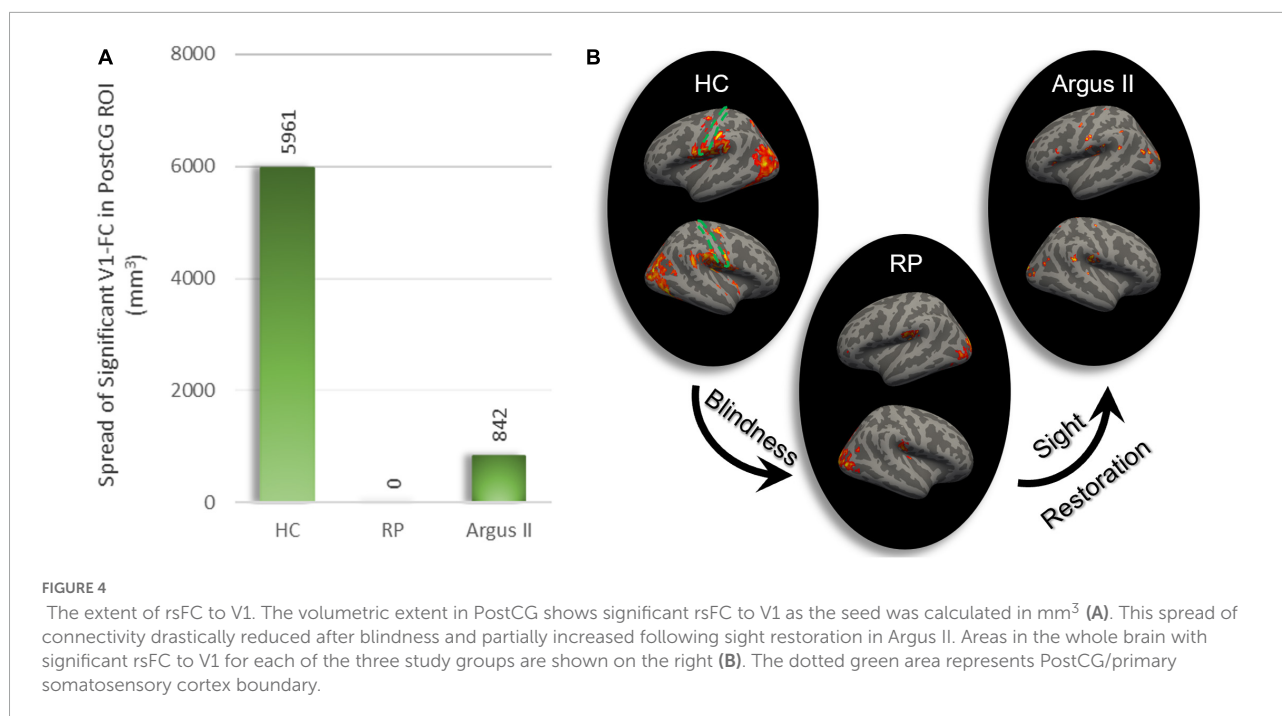 A
Spread of Significant V1-FC in PostCG ROI
(mm³)
8000
6000
4000
2000
0
5961
0
842
HC
RP
Argus II
B
HC
Argus II
RP
Blindness
Sight
Restoration
FIGURE 4
The extent of rsFC to V1. The volumetric extent in PostCG shows significant rsFC to V1 as the seed was calculated in mm³ (A). This spread of
connectivity drastically reduced after blindness and partially increased following sight restoration in Argus II. Areas in the whole brain with
significant rsFC to V1 for each of the three study groups are shown on the right (B). The dotted green area represents PostCG/primary
somatosensory cortex boundary.